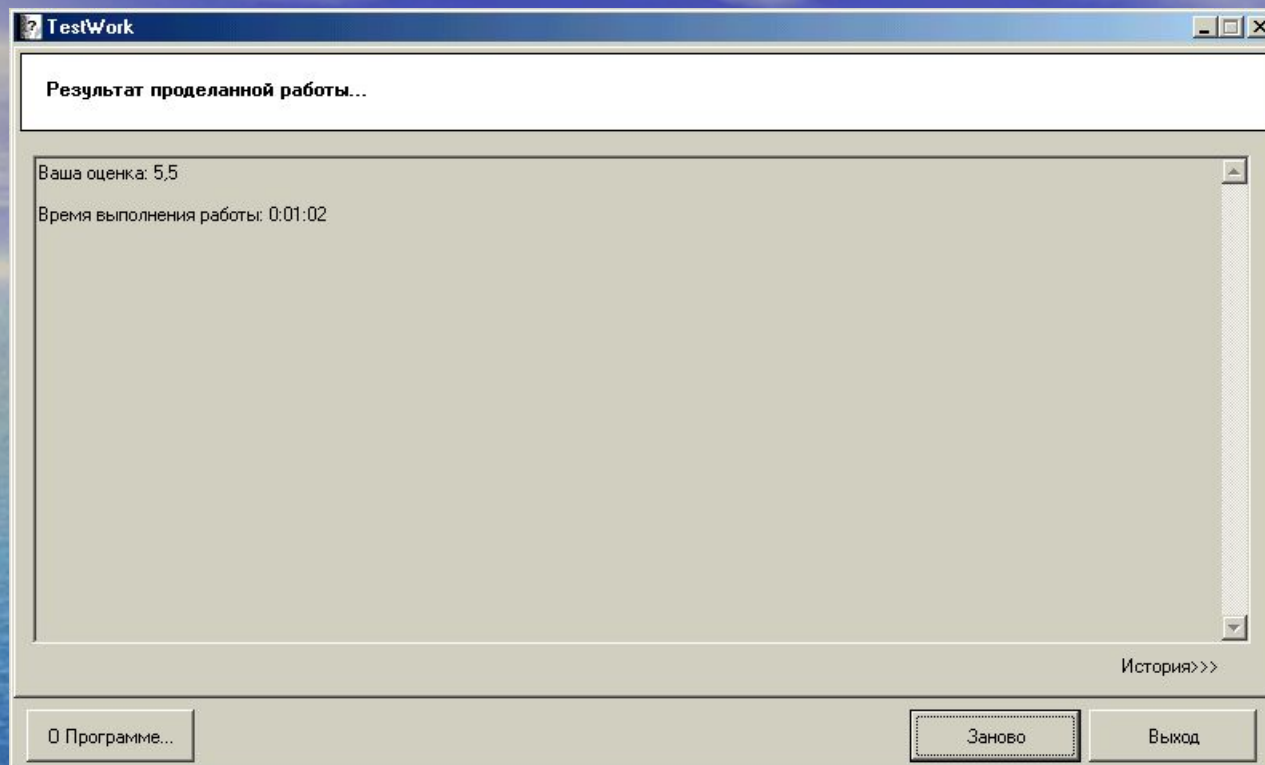 TestWork
Результат проделанной работы...
Ваша оценка: 5,5
Время выполнения работы: 0:01:02
История>>>
О Программе...
Заново
Выход